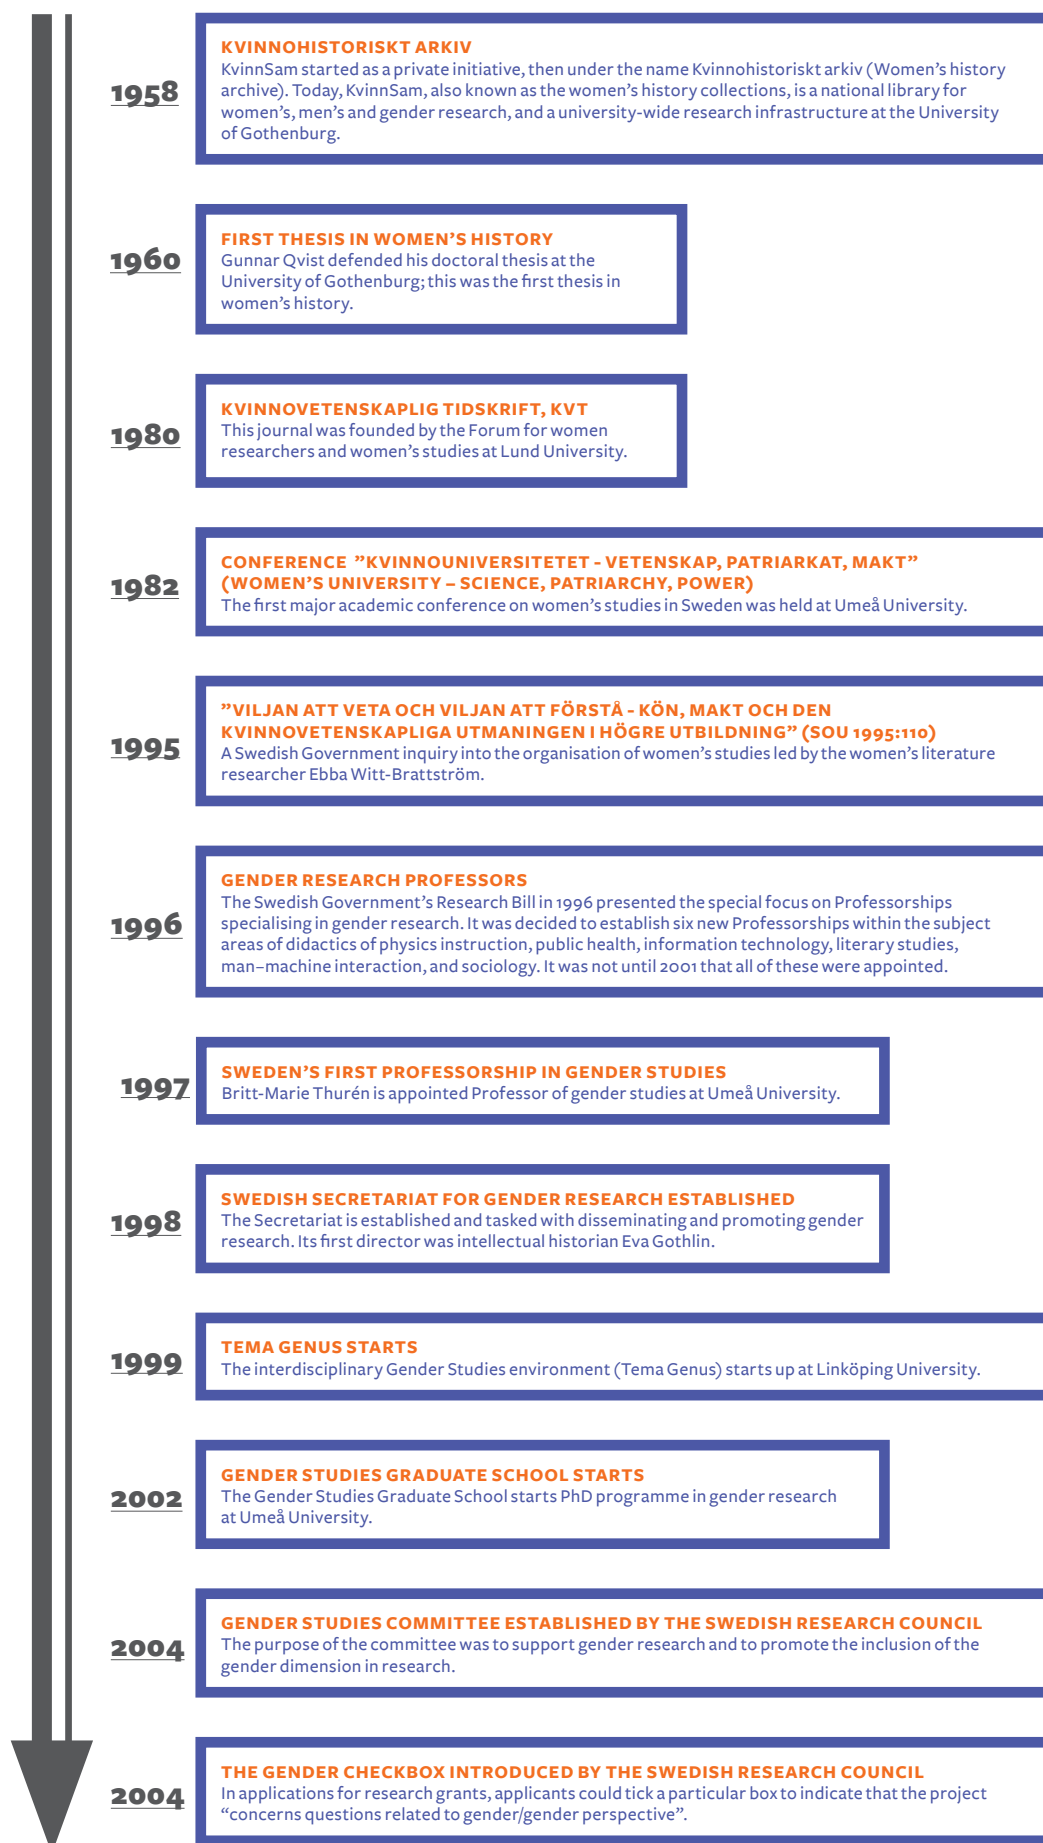 1958
KVINNOHISTORISKT ARKIV
KvinnSam started as a private initiative, then under the name Kvinnohistoriskt arkiv (Women’s history
archive). Today, KvinnSam, also known as the women’s history collections, is a national library for
women’s, men’s and gender research, and a university-wide research infrastructure at the University
of Gothenburg.
1960
FIRST THESIS IN WOMEN’S HISTORY
Gunnar Qvist defended his doctoral thesis at the
University of Gothenburg; this was the first thesis in
women’s history.
1980
KVINNOVETENSKAPLIG TIDSKRIFT, KVT
This journal was founded by the Forum for women
researchers and women’s studies at Lund University.
1982
CONFERENCE ”KVINNOUNIVERSITETET - VETENSKAP, PATRIARKAT, MAKT”
(WOMEN’S UNIVERSITY – SCIENCE, PATRIARCHY, POWER)
The first major academic conference on women’s studies in Sweden was held at Umeå University.
1995
”VILJAN ATT VETA OCH VILJAN ATT FÖRSTÅ - KÖN, MAKT OCH DEN
KVINNOVETENSKAPLIGA UTMANINGEN I HÖGRE UTBILDNING” (SOU 1995:110)
A Swedish Government inquiry into the organisation of women’s studies led by the women’s literature
researcher Ebba Witt-Brattström.
1996
GENDER RESEARCH PROFESSORS
The Swedish Government’s Research Bill in 1996 presented the special focus on Professorships
specialising in gender research. It was decided to establish six new Professorships within the subject
areas of didactics of physics instruction, public health, information technology, literary studies,
man–machine interaction, and sociology. It was not until 2001 that all of these were appointed.
1997
SWEDEN’S FIRST PROFESSORSHIP IN GENDER STUDIES
Britt-Marie Thurén is appointed Professor of gender studies at Umeå University.
1998
SWEDISH SECRETARIAT FOR GENDER RESEARCH ESTABLISHED
The Secretariat is established and tasked with disseminating and promoting gender
research. Its first director was intellectual historian Eva Gothlin.
1999
TEMA GENUS STARTS
The interdisciplinary Gender Studies environment (Tema Genus) starts up at Linköping University.
2002
GENDER STUDIES GRADUATE SCHOOL STARTS
The Gender Studies Graduate School starts PhD programme in gender research
at Umeå University.
2004
GENDER STUDIES COMMITTEE ESTABLISHED BY THE SWEDISH RESEARCH COUNCIL
The purpose of the committee was to support gender research and to promote the inclusion of the
gender dimension in research.
2004
THE GENDER CHECKBOX INTRODUCED BY THE SWEDISH RESEARCH COUNCIL
In applications for research grants, applicants could tick a particular box to indicate that the project
“concerns questions related to gender/gender perspective”.